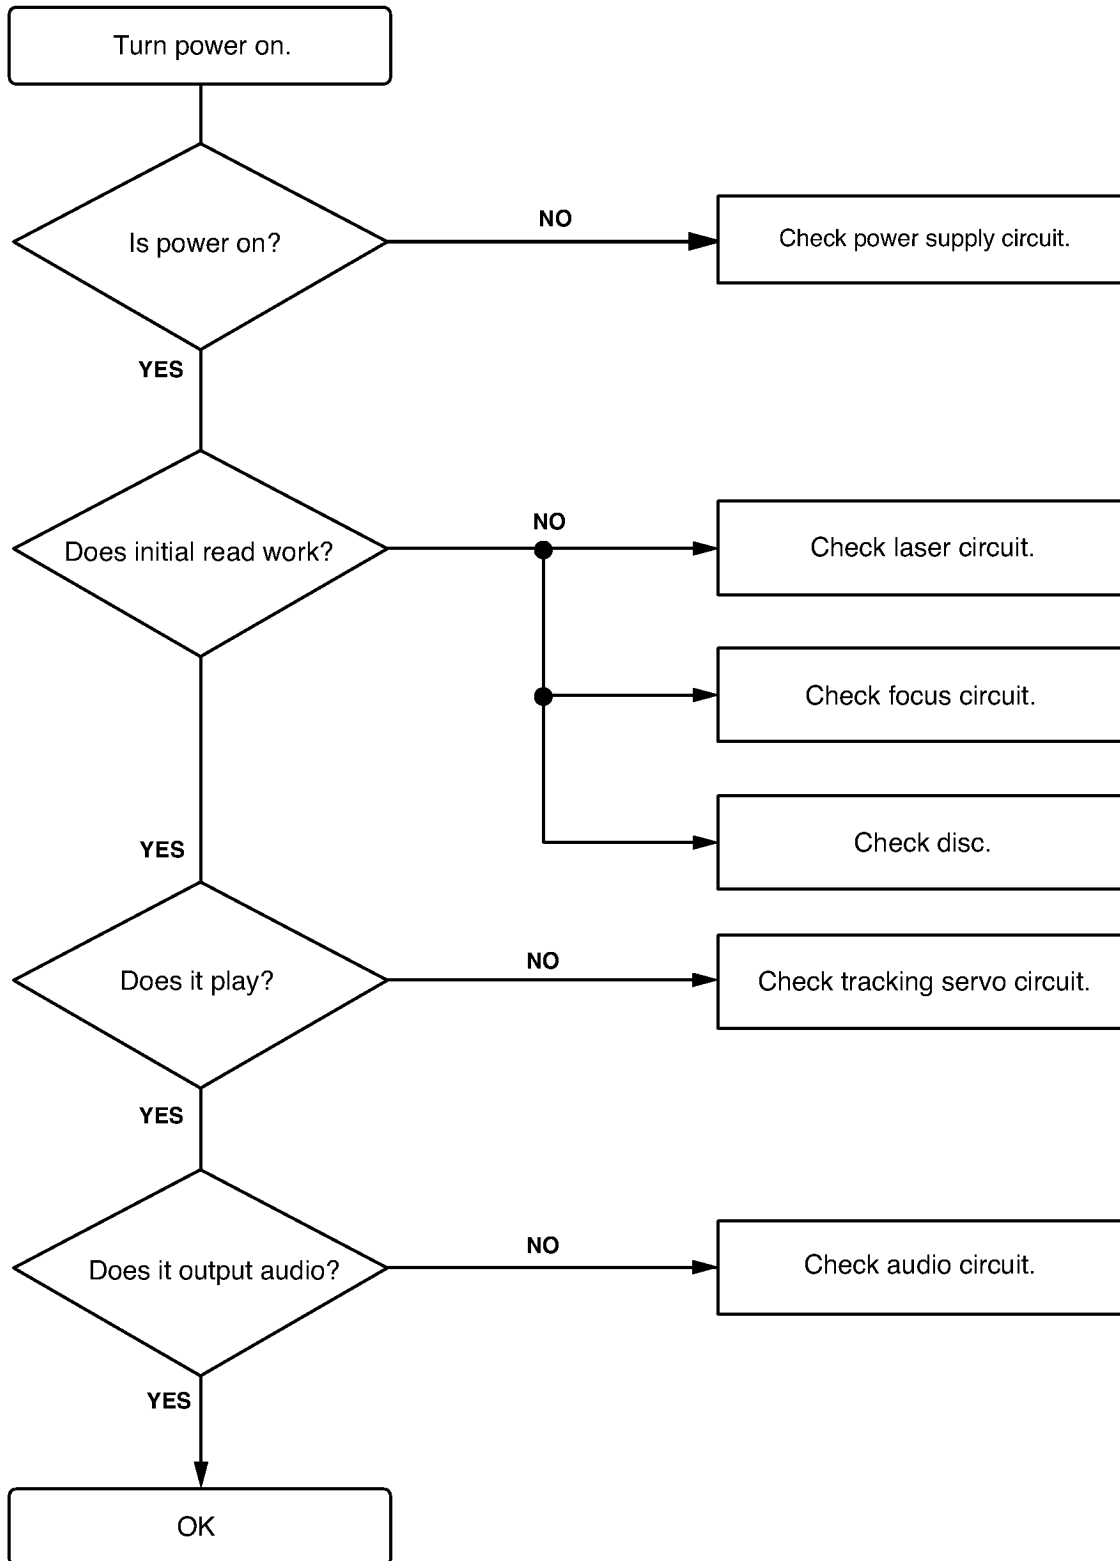 Turn power on.
Is power on?
NO
Check power supply circuit.
YES
Does initial read work?
NO
Check laser circuit.
Check focus circuit.
Check disc.
YES
Does it play?
NO
Check tracking servo circuit.
YES
Does it output audio?
NO
Check audio circuit.
YES
OK